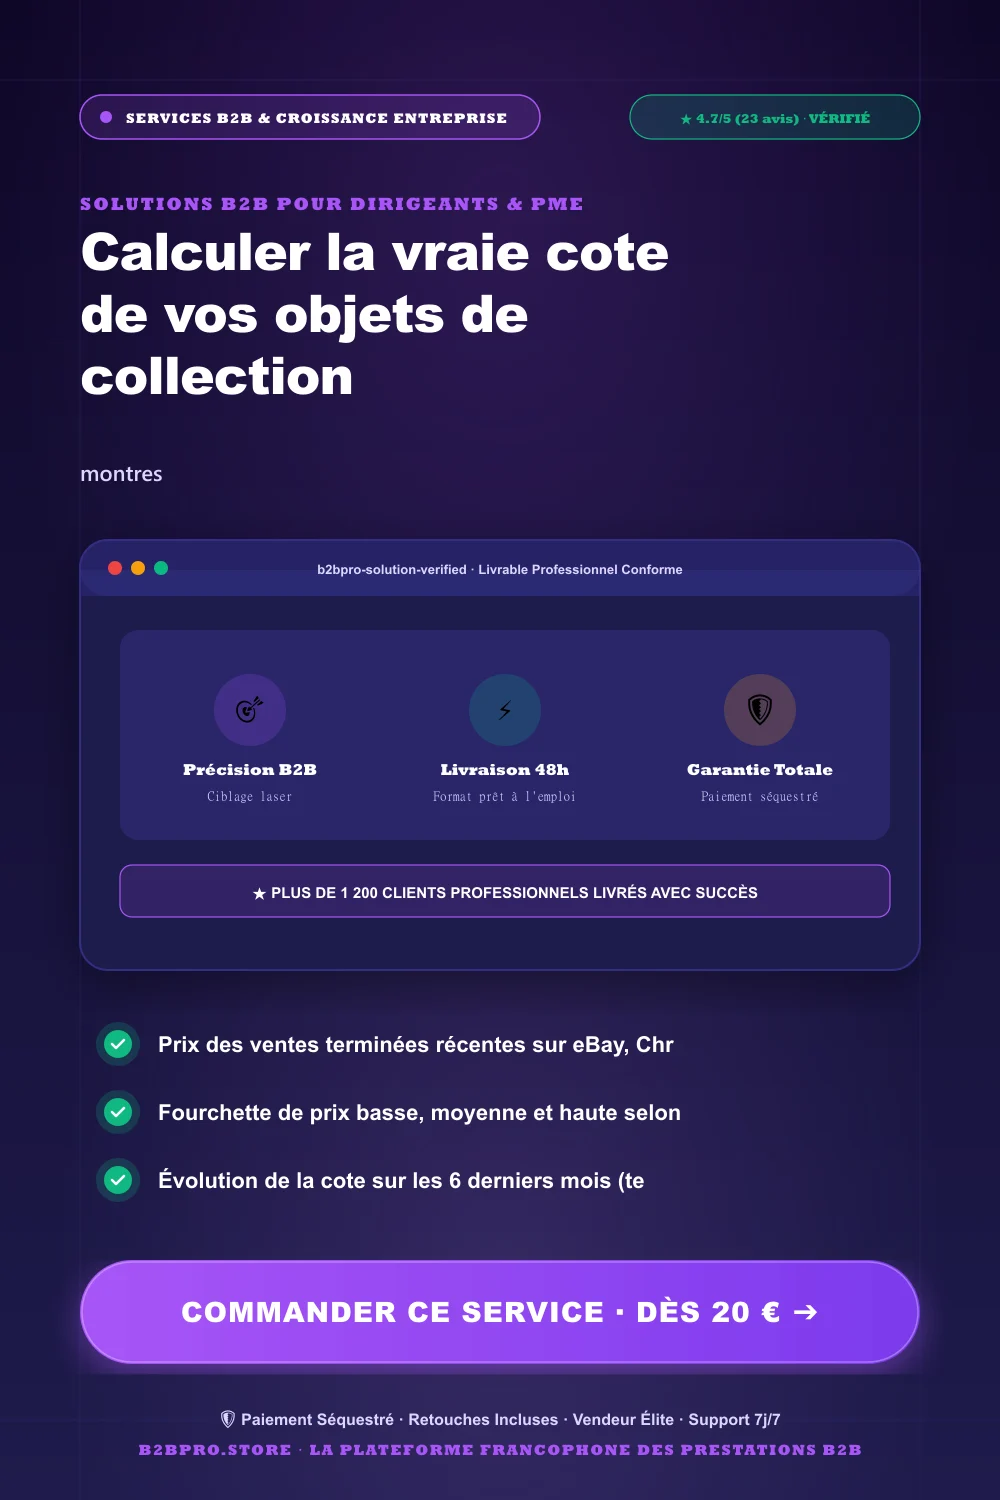 SERVICES B2B & CROISSANCE ENTREPRISE
★ 4.7/5 (23 avis) · VÉRIFIÉ
SOLUTIONS B2B POUR DIRIGEANTS & PME
Calculer la vraie cote
de vos objets de
collection
montres
b2bpro-solution-verified · Livrable Professionnel Conforme
Précision B2B
Ciblage laser
Livraison 48h
Format prêt à l'emploi
Garantie Totale
Paiement séquestré
★ PLUS DE 1 200 CLIENTS PROFESSIONNELS LIVRÉS AVEC SUCCÈS
Prix des ventes terminées récentes sur eBay, Chr
Fourchette de prix basse, moyenne et haute selon
Évolution de la cote sur les 6 derniers mois (te
COMMANDER CE SERVICE · DÈS 20 € ➔
Paiement Séquestré · Retouches Incluses · Vendeur Élite · Support 7j/7
B2BPRO.STORE · LA PLATEFORME FRANCOPHONE DES PRESTATIONS B2B